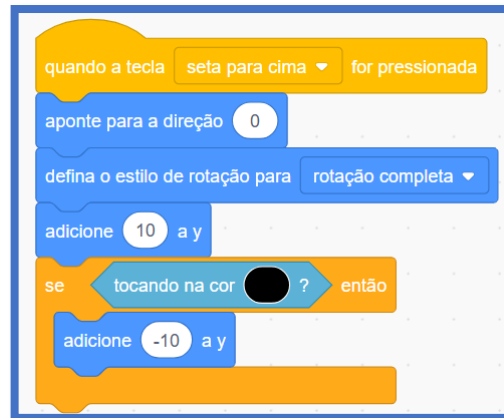 quando a tecla seta para cima for pressionada
aponte para a direção 0
defina o estilo de rotação para rotação completa
adicione 10 a y
se tocando na cor ? então
adicione -10 a y